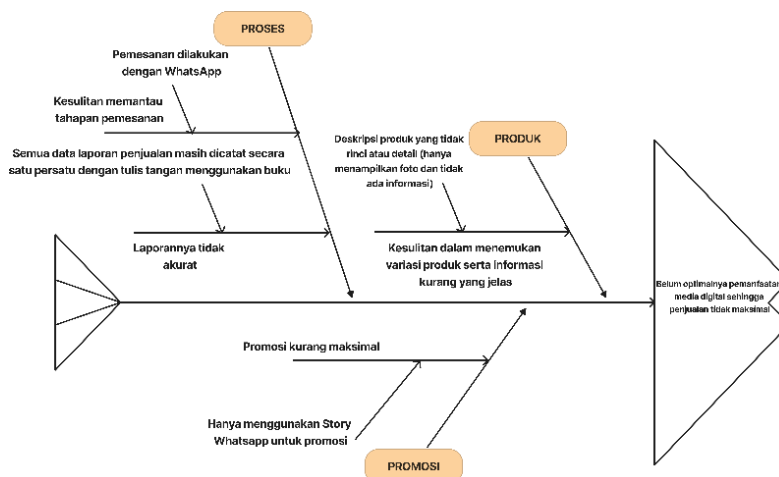 PROSES
Pemesanan dilakukan
dengan WhatsApp
Kesulitan memantau
tahapan pemesanan
Semua data laporan penjualan masih dicatat secara
satu persatu dengan tulis tangan menggunakan buku
Laporannya tidak
akurat
PRODUK
Deskripsi produk yang tidak
rinci atau detail (hanya
menampilkan foto dan tidak
ada informasi)
Kesulitan dalam menemukan
variasi produk serta informasi
kurang yang jelas
Belum optimalnya pemanfaatan
media digital sehingga
penjualan tidak maksimal
Promosi kurang maksimal
Hanya menggunakan Story
Whatsapp untuk promosi
PROMOSI